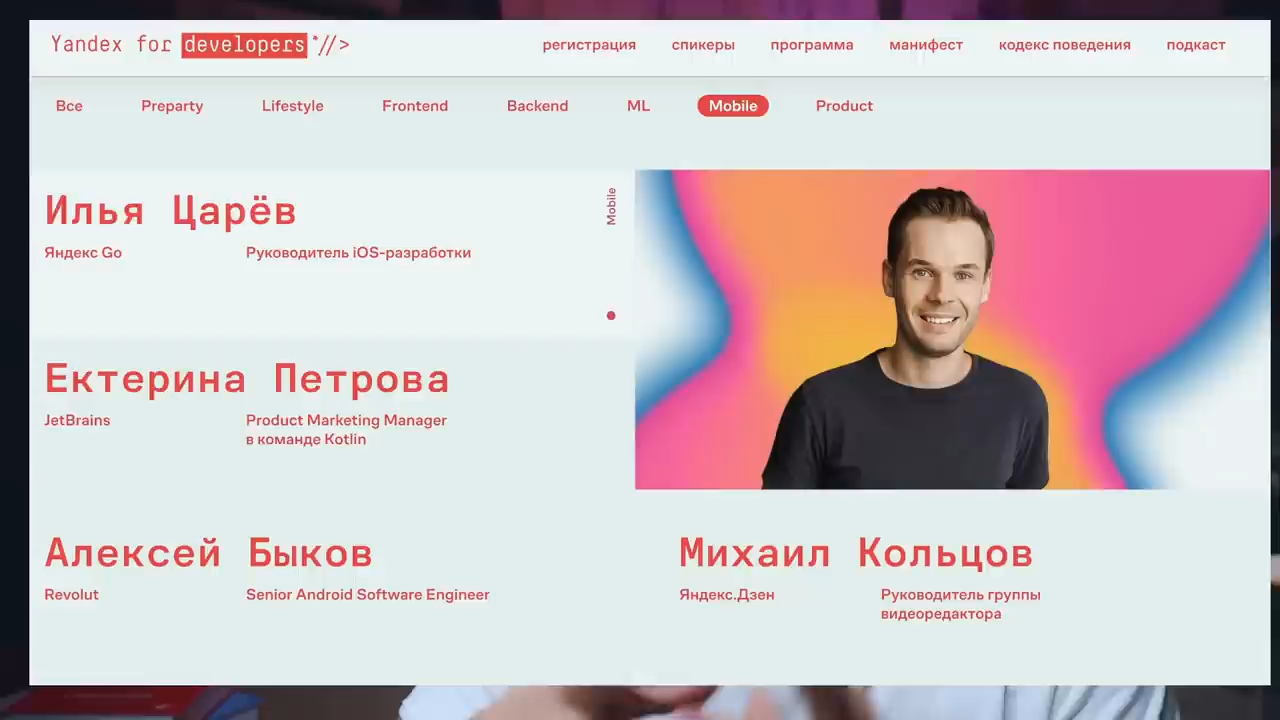 Yandex for developers *//>
регистрация спикеры программа манифест кодекс поведения подкаст
Все Preparty Lifestyle Frontend Backend ML Mobile Product
Илья Царёв
Яндекс Go Руководитель iOS-разработки
Mobile
Ектерина Петрова
JetBrains Product Marketing Manager
в команде Kotlin
Алексей Быков
Revolut Senior Android Software Engineer
Михаил Кольцов
Яндекс.Дзен Руководитель группы
видеоредактора